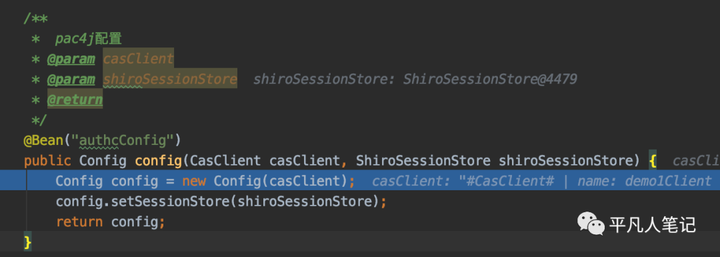 /**
 *  pac4j配置
 * @param casClient
 * @param shiroSessionStore  shiroSessionStore: ShiroSessionStore@4479
 * @return
 */
@Bean("authcConfig")
public Config config(CasClient casClient, ShiroSessionStore shiroSessionStore) {  casCli
    Config config = new Config(casClient);  casClient: "#CasClient# | name: demo1Client
    config.setSessionStore(shiroSessionStore);
    return config;
}
平凡人笔记